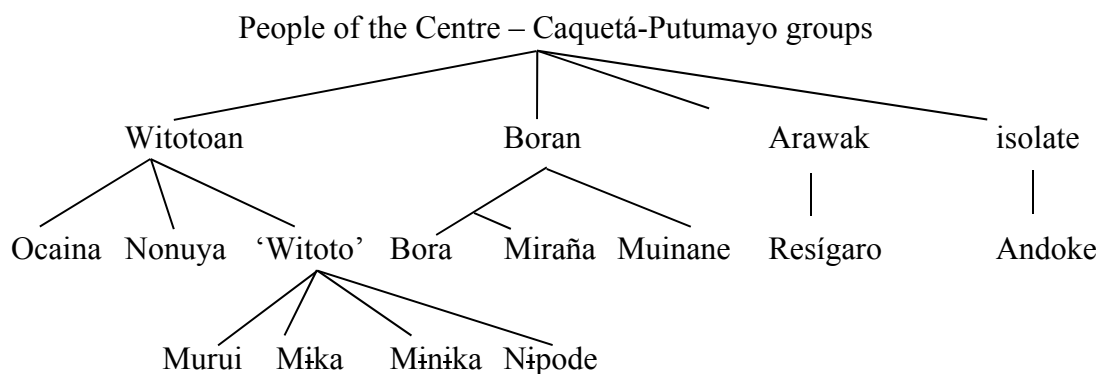 People of the Centre – Caquetá-Putumayo groups
Witotoan Boran Arawak isolate
Ocaina Nonuya ‘Witoto’ Bora Miraña Muinane Resígaro Andoke
Murui Mɨka Mɨnɨka Nɨpode